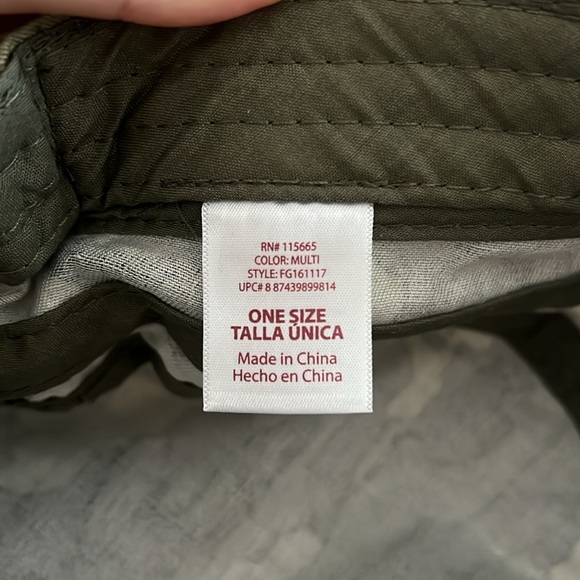 RN# 115665
COLOR: MULTI
STYLE: FG161117
UPC# 8 87439899814
ONE SIZE
TALLA ÚNICA
Made in China
Hecho en China